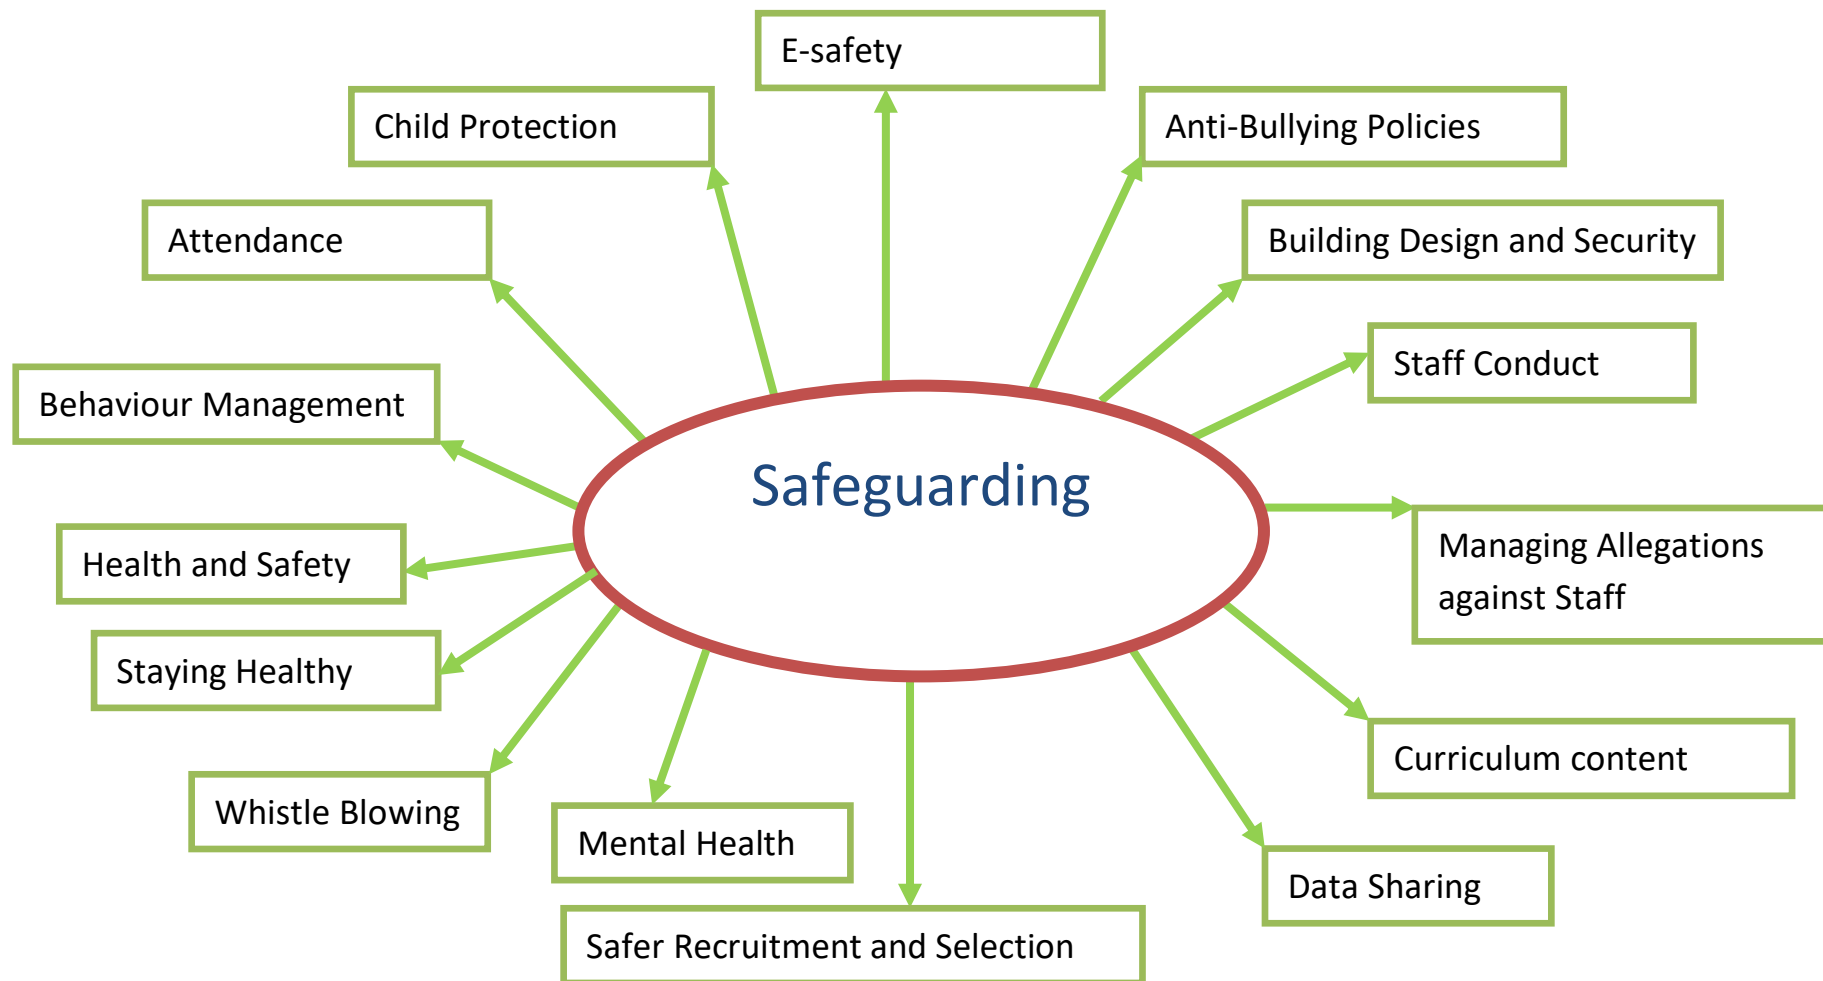 E-safety
Child Protection
Anti-Bullying Policies
Attendance
Building Design and Security
Staff Conduct
Behaviour Management
Safeguarding
Health and Safety
Managing Allegations
against Staff
Staying Healthy
Curriculum content
Whistle Blowing
Mental Health
Data Sharing
Safer Recruitment and Selection